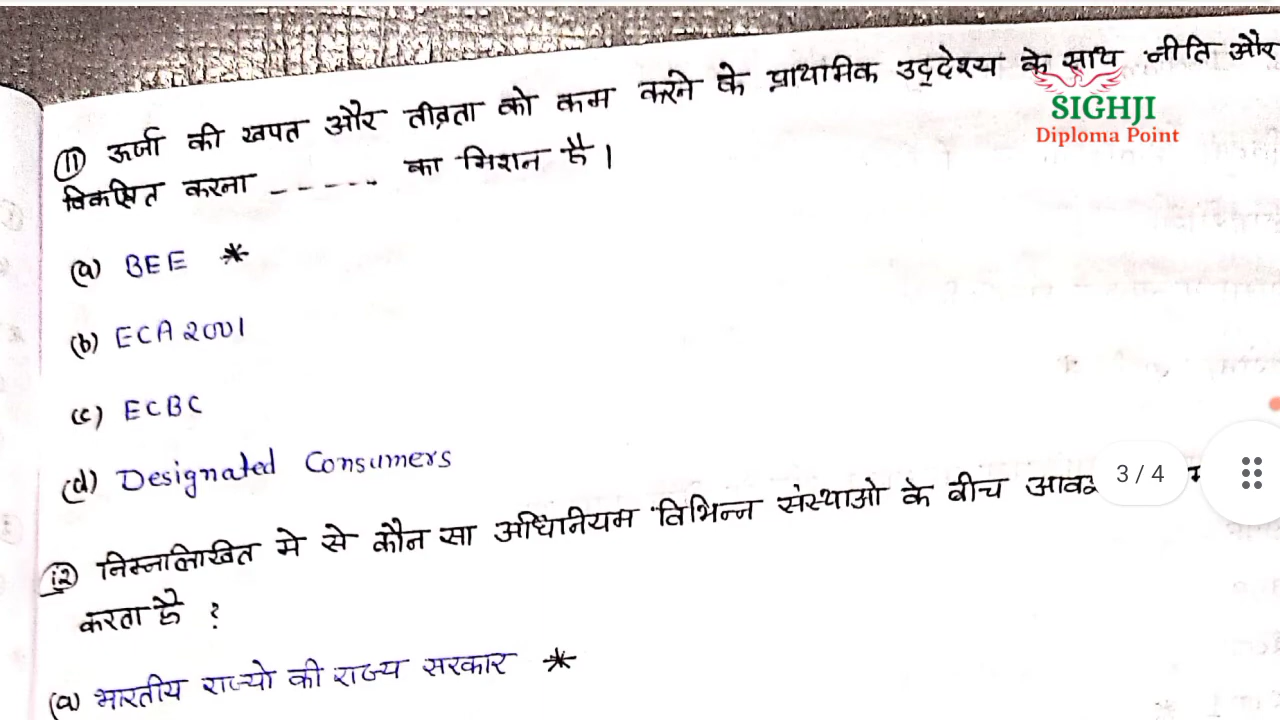 SIGHJI
Diploma Point
(11) ऊर्जा की खपत और तीव्रता को कम करने के प्राथमिक उद्देश्य के साथ नीति और
विकसित करना ----- का मिशन है।
(a) BEE *
(b) ECA 2001
(c) ECBC
(d) Designated Consumers
3 / 4
(12) निम्नलिखित मे से कौन सा अधिनियम विभिन्न संस्थाओ के बीच
करता है ?
(a) भारतीय राज्यो की राज्य सरकार *